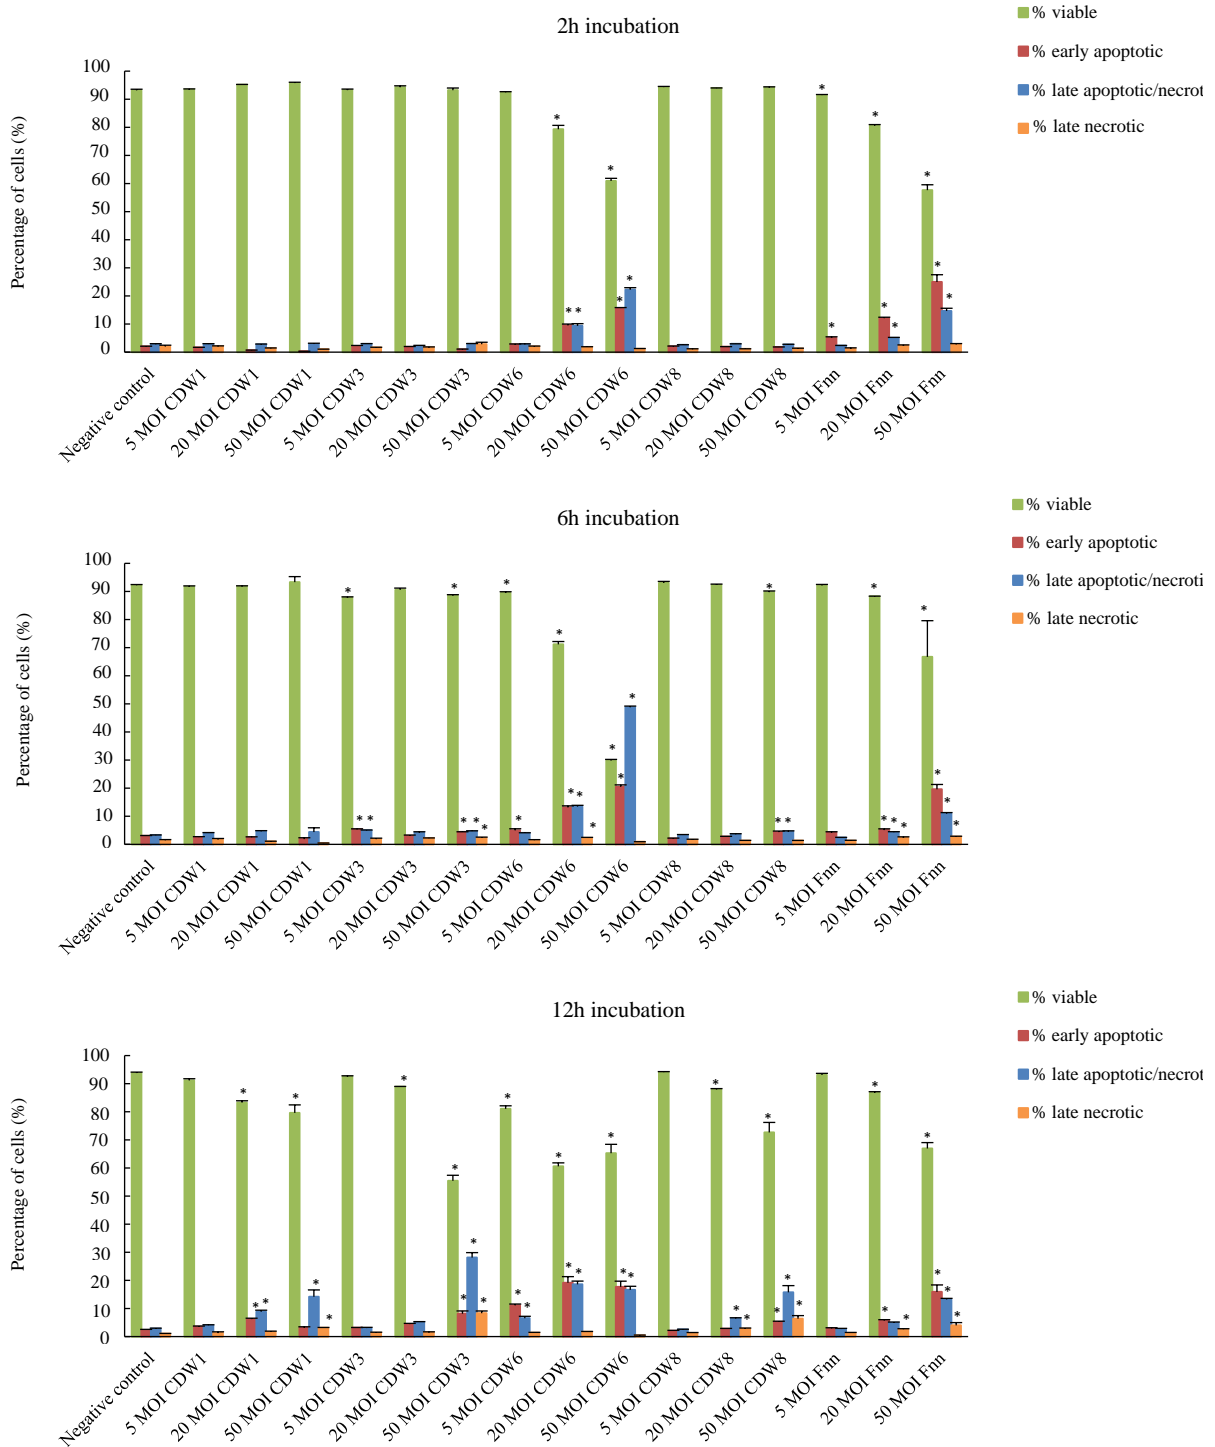 2h incubation
% viable
% early apoptotic
% late apoptotic/necrot
% late necrotic
Percentage of cells (%)
100
90
80
70
60
50
40
30
20
10
0
* * * * * * * * * * * * * * *
Negative control
5 MOI CDW1
20 MOI CDW1
50 MOI CDW1
5 MOI CDW3
20 MOI CDW3
50 MOI CDW3
5 MOI CDW6
20 MOI CDW6
50 MOI CDW6
5 MOI CDW8
20 MOI CDW8
50 MOI CDW8
5 MOI Fnn
20 MOI Fnn
50 MOI Fnn
6h incubation
% viable
% early apoptotic
% late apoptotic/necroti
% late necrotic
Percentage of cells (%)
100
90
80
70
60
50
40
30
20
10
0
Negative control
5 MOI CDW1
20 MOI CDW1
50 MOI CDW1
5 MOI CDW3
20 MOI CDW3
50 MOI CDW3
5 MOI CDW6
20 MOI CDW6
50 MOI CDW6
5 MOI CDW8
20 MOI CDW8
50 MOI CDW8
5 MOI Fnn
20 MOI Fnn
50 MOI Fnn
12h incubation
% viable
% early apoptotic
% late apoptotic/necrot
% late necrotic
Percentage of cells (%)
100
90
80
70
60
50
40
30
20
10
0
Negative control
5 MOI CDW1
20 MOI CDW1
50 MOI CDW1
5 MOI CDW3
20 MOI CDW3
50 MOI CDW3
5 MOI CDW6
20 MOI CDW6
50 MOI CDW6
5 MOI CDW8
20 MOI CDW8
50 MOI CDW8
5 MOI Fnn
20 MOI Fnn
50 MOI Fnn